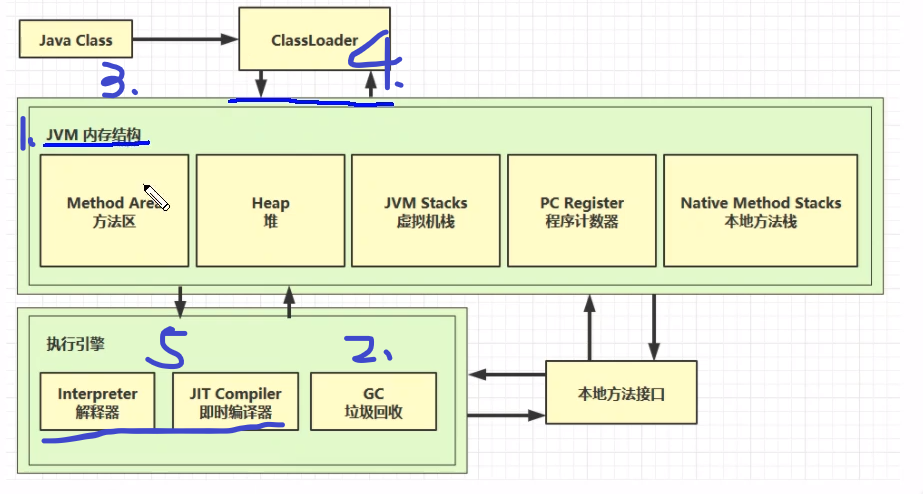 Java Class
ClassLoader
4.
3.
1.
JVM 内存结构
Method Area
方法区
Heap
堆
JVM Stacks
虚拟机栈
PC Register
程序计数器
Native Method Stacks
本地方法栈
执行引擎
5
2.
Interpreter
解释器
JIT Compiler
即时编译器
GC
垃圾回收
本地方法接口